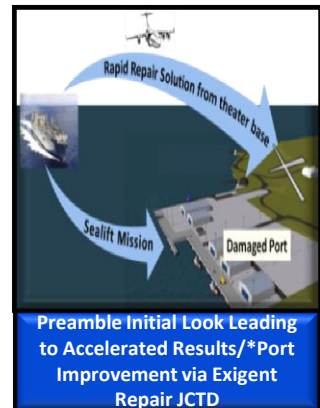 Rapid Repair Solution from theater base
Sealift Mission
Damaged Port
Preamble Initial Look Leading
to Accelerated Results/*Port
Improvement via Exigent
Repair JCTD